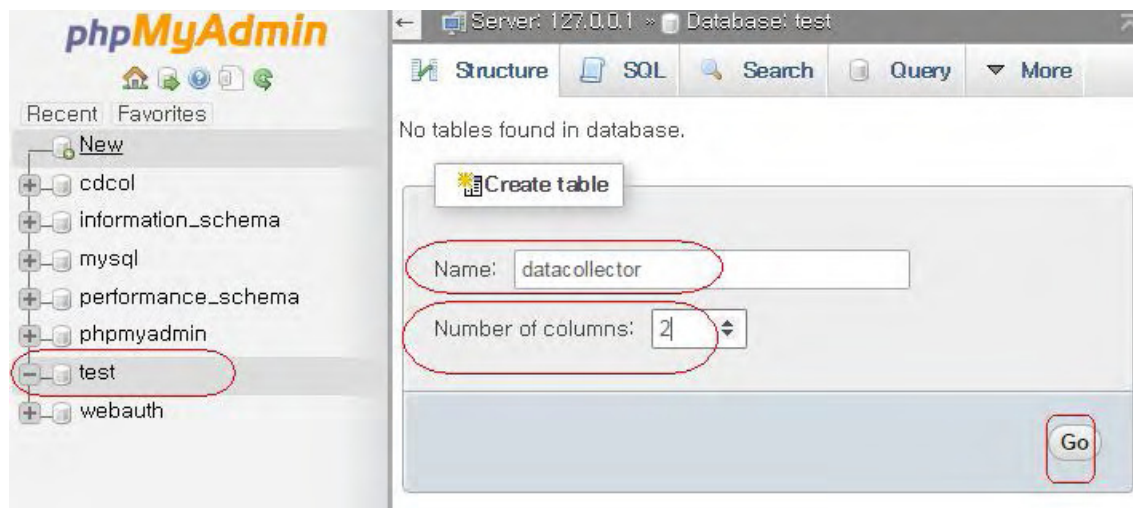 phpMyAdmin
Recent Favorites
New
cdcol
information_schema
mysql
performance_schema
phpmyadmin
test
webauth
Server: 127.0.0.1 » Database: test
Structure SQL Search Query More
No tables found in database.
Create table
Name: datacollector
Number of columns: 2
Go